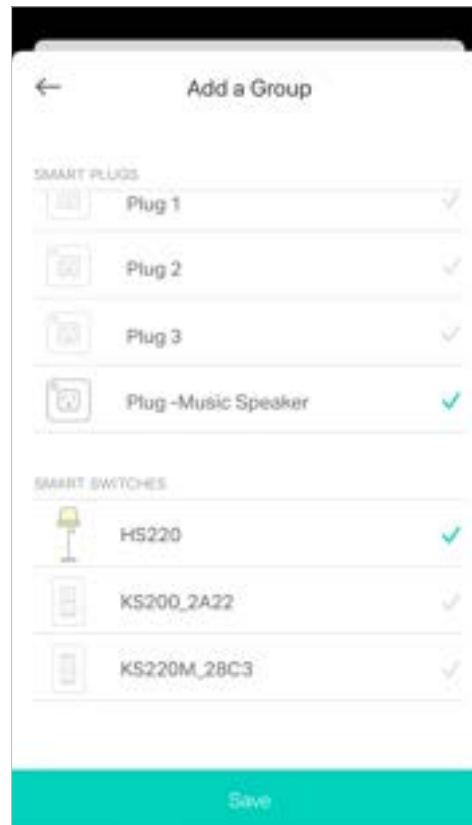 Add a Group
SMART PLUGS
Plug 1
Plug 2
Plug 3
Plug -Music Speaker
SMART SWITCHES
HS220
KS200_2A22
KS220M_28C3
Save